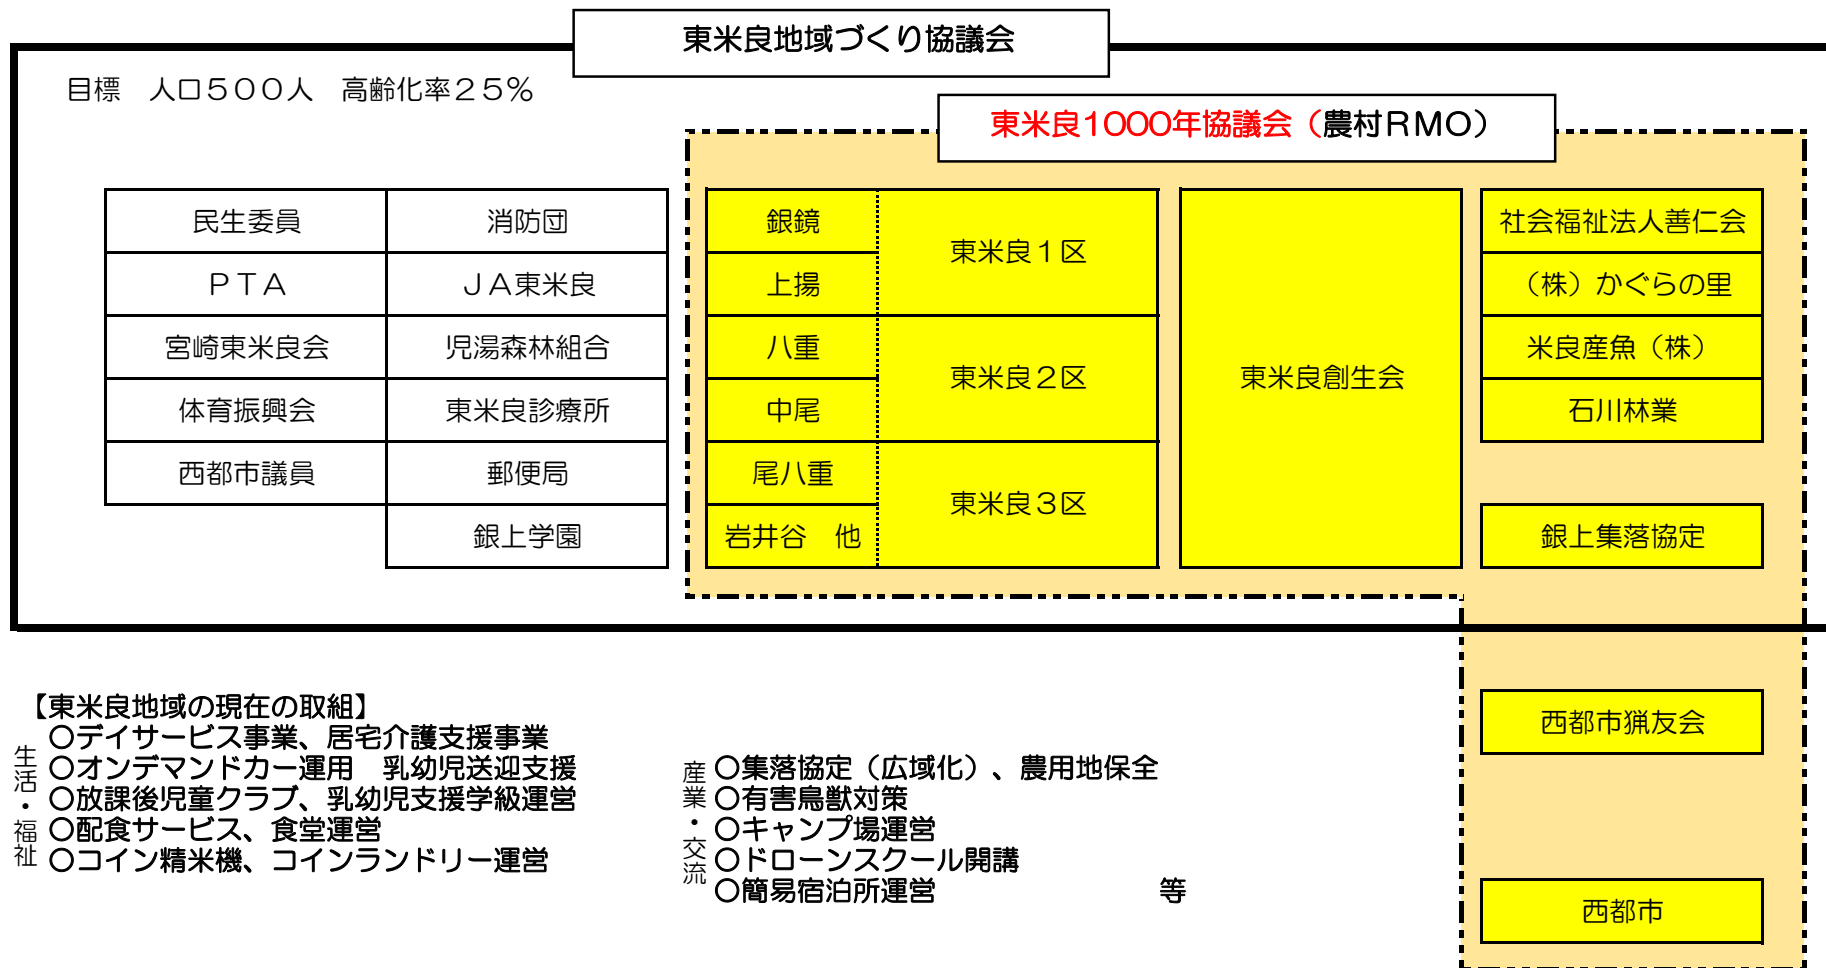 東米良地域づくり協議会
目標　人口５００人　高齢化率２５％
東米良1000年協議会（農村ＲＭＯ）
民生委員
消防団
ＰＴＡ
ＪＡ東米良
宮崎東米良会
児湯森林組合
体育振興会
東米良診療所
西都市議員
郵便局
銀上学園
銀鏡
上揚
東米良１区
八重
中尾
東米良２区
尾八重
岩井谷　他
東米良３区
東米良創生会
社会福祉法人善仁会
（株）かぐらの里
米良産魚（株）
石川林業
銀上集落協定
西都市猟友会
西都市
【東米良地域の現在の取組】
生活・福祉
〇デイサービス事業、居宅介護支援事業
〇オンデマンドカー運用　乳幼児送迎支援
〇放課後児童クラブ、乳幼児支援学級運営
〇配食サービス、食堂運営
〇コイン精米機、コインランドリー運営
産業・交流
〇集落協定（広域化）、農用地保全
〇有害鳥獣対策
〇キャンプ場運営
〇ドローンスクール開講
〇簡易宿泊所運営　　　　　　　　等